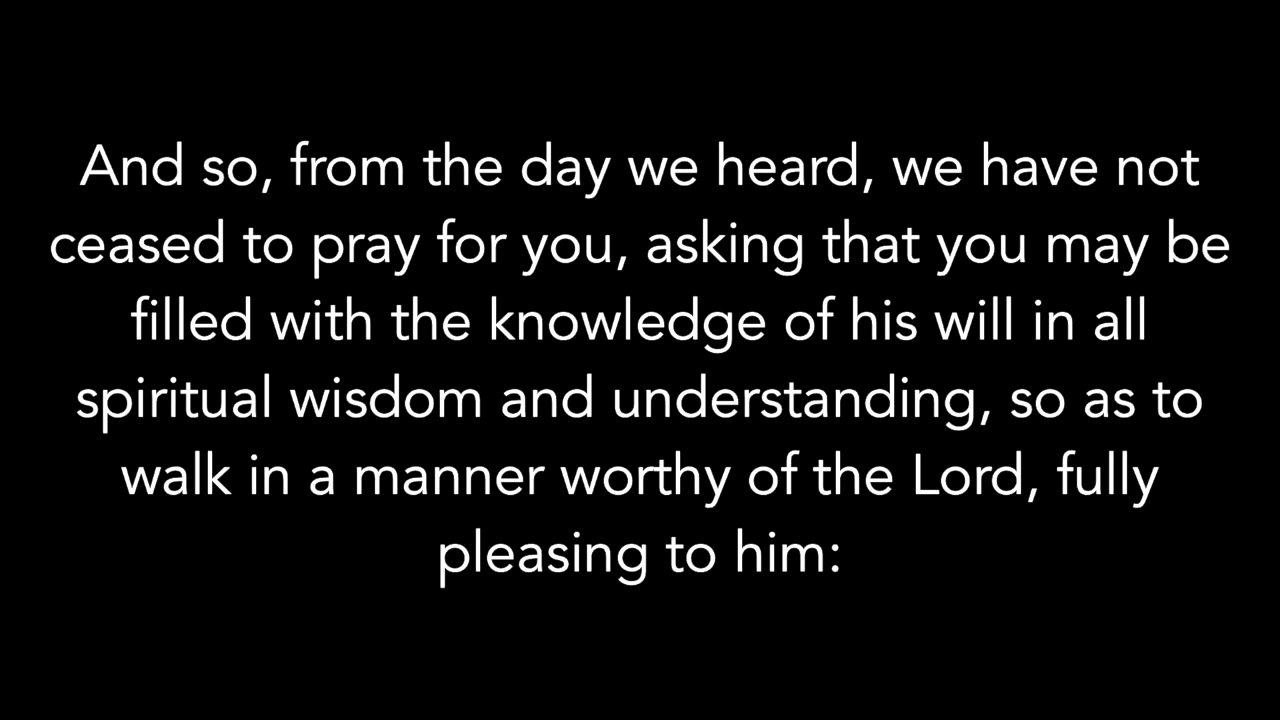 And so, from the day we heard, we have not
ceased to pray for you, asking that you may be
filled with the knowledge of his will in all
spiritual wisdom and understanding, so as to
walk in a manner worthy of the Lord, fully
pleasing to him: